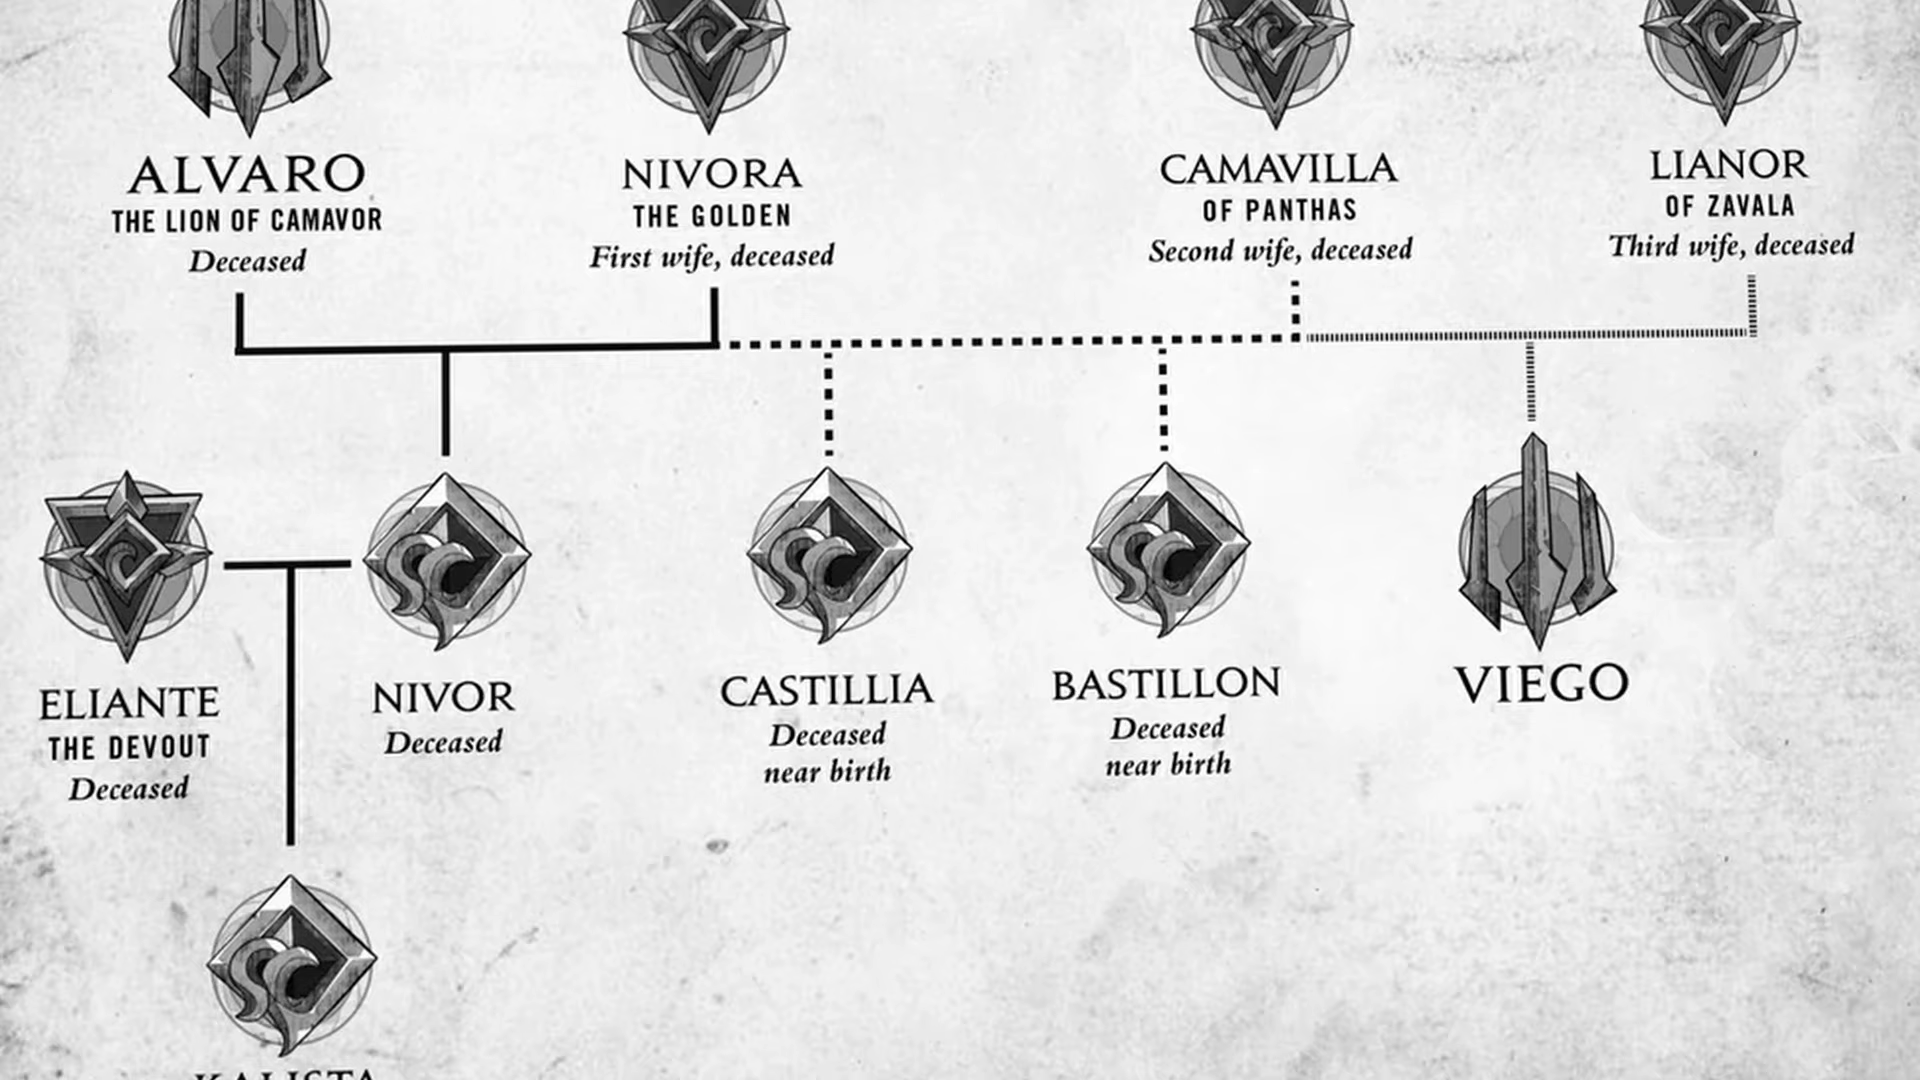 ALVARO
THE LION OF CAMAVOR
Deceased
NIVORA
THE GOLDEN
First wife, deceased
CAMAVILLA
OF PANTHAS
Second wife, deceased
LIANOR
OF ZAVALA
Third wife, deceased
ELIANTE
THE DEVOUT
Deceased
NIVOR
Deceased
CASTILLIA
Deceased
near birth
BASTILLON
Deceased
near birth
VIEGO
KALISTA